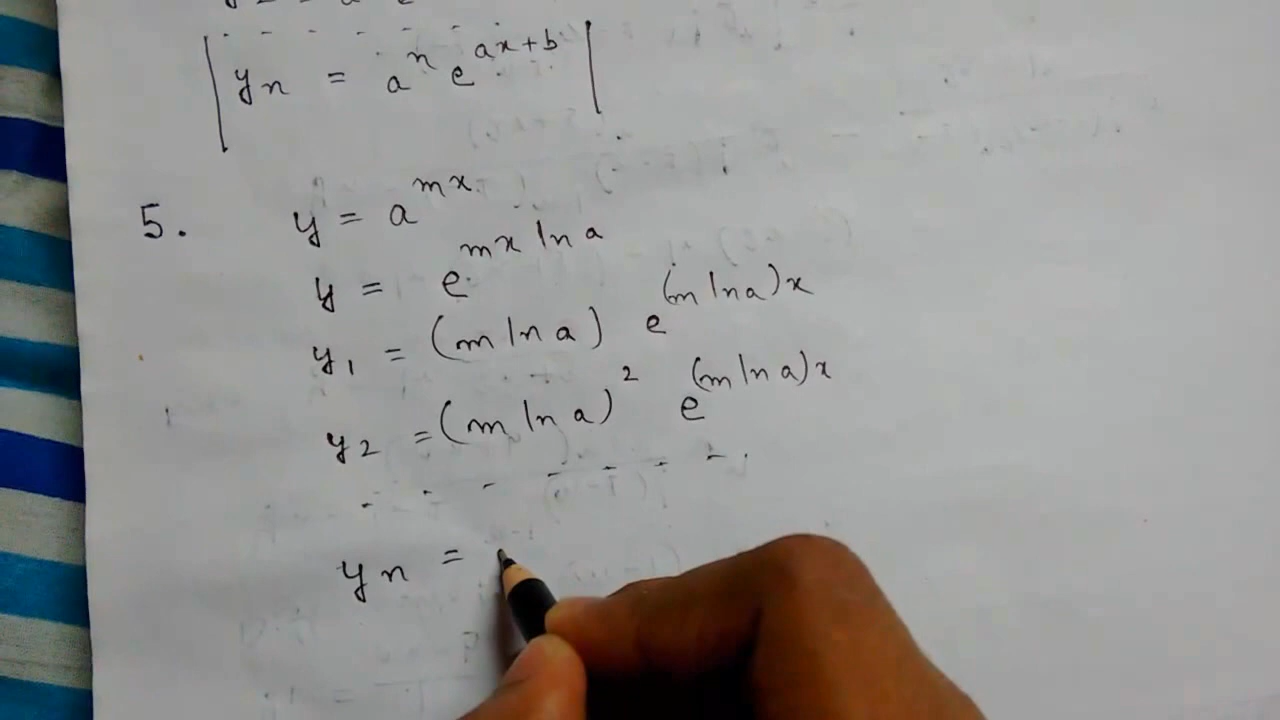 yn = a^n e^ax+b
5. y = a^mx
y = e^mx ln a
y1 = (m ln a) e^(m ln a)x
y2 = (m ln a)^2 e^(m ln a)x
- - - - - - - .
yn =